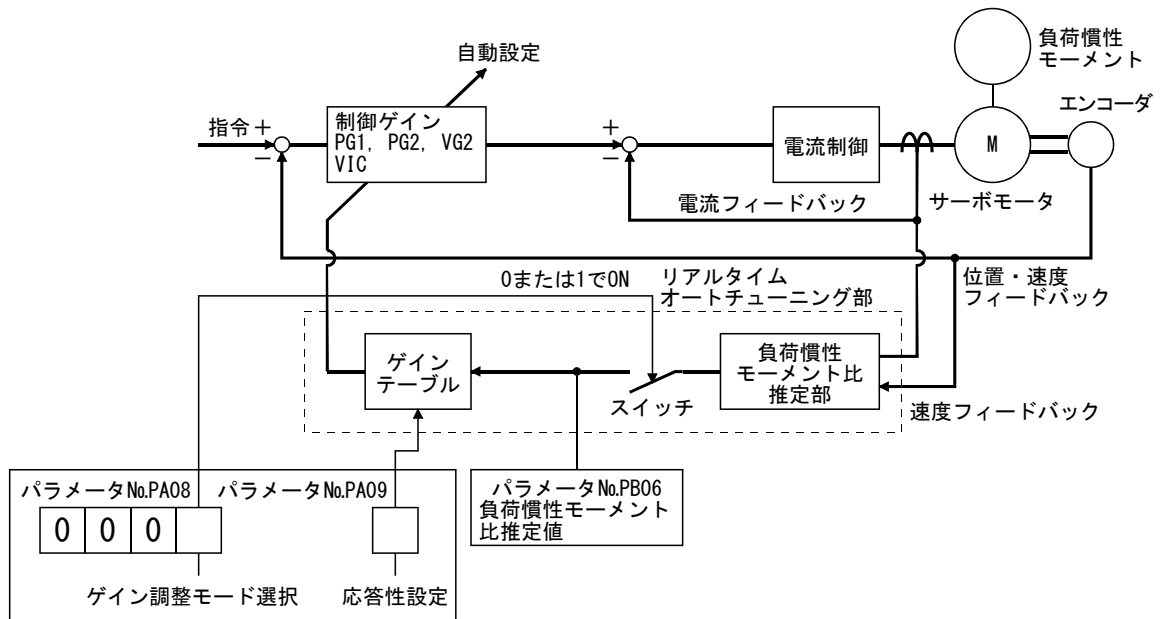 負荷慣性
モーメント
自動設定
エンコーダ
指令
+
−
制御ゲイン
PG1, PG2, VG2
VIC
+
−
電流制御
M
サーボモータ
電流フィードバック
0または1でON
リアルタイム
オートチューニング部
位置・速度
フィードバック
ゲイン
テーブル
スイッチ
負荷慣性
モーメント比
推定部
速度フィードバック
パラメータNo.PA08
パラメータNo.PA09
0 0 0
ゲイン調整モード選択
応答性設定
パラメータNo.PB06
負荷慣性モーメント
比推定値